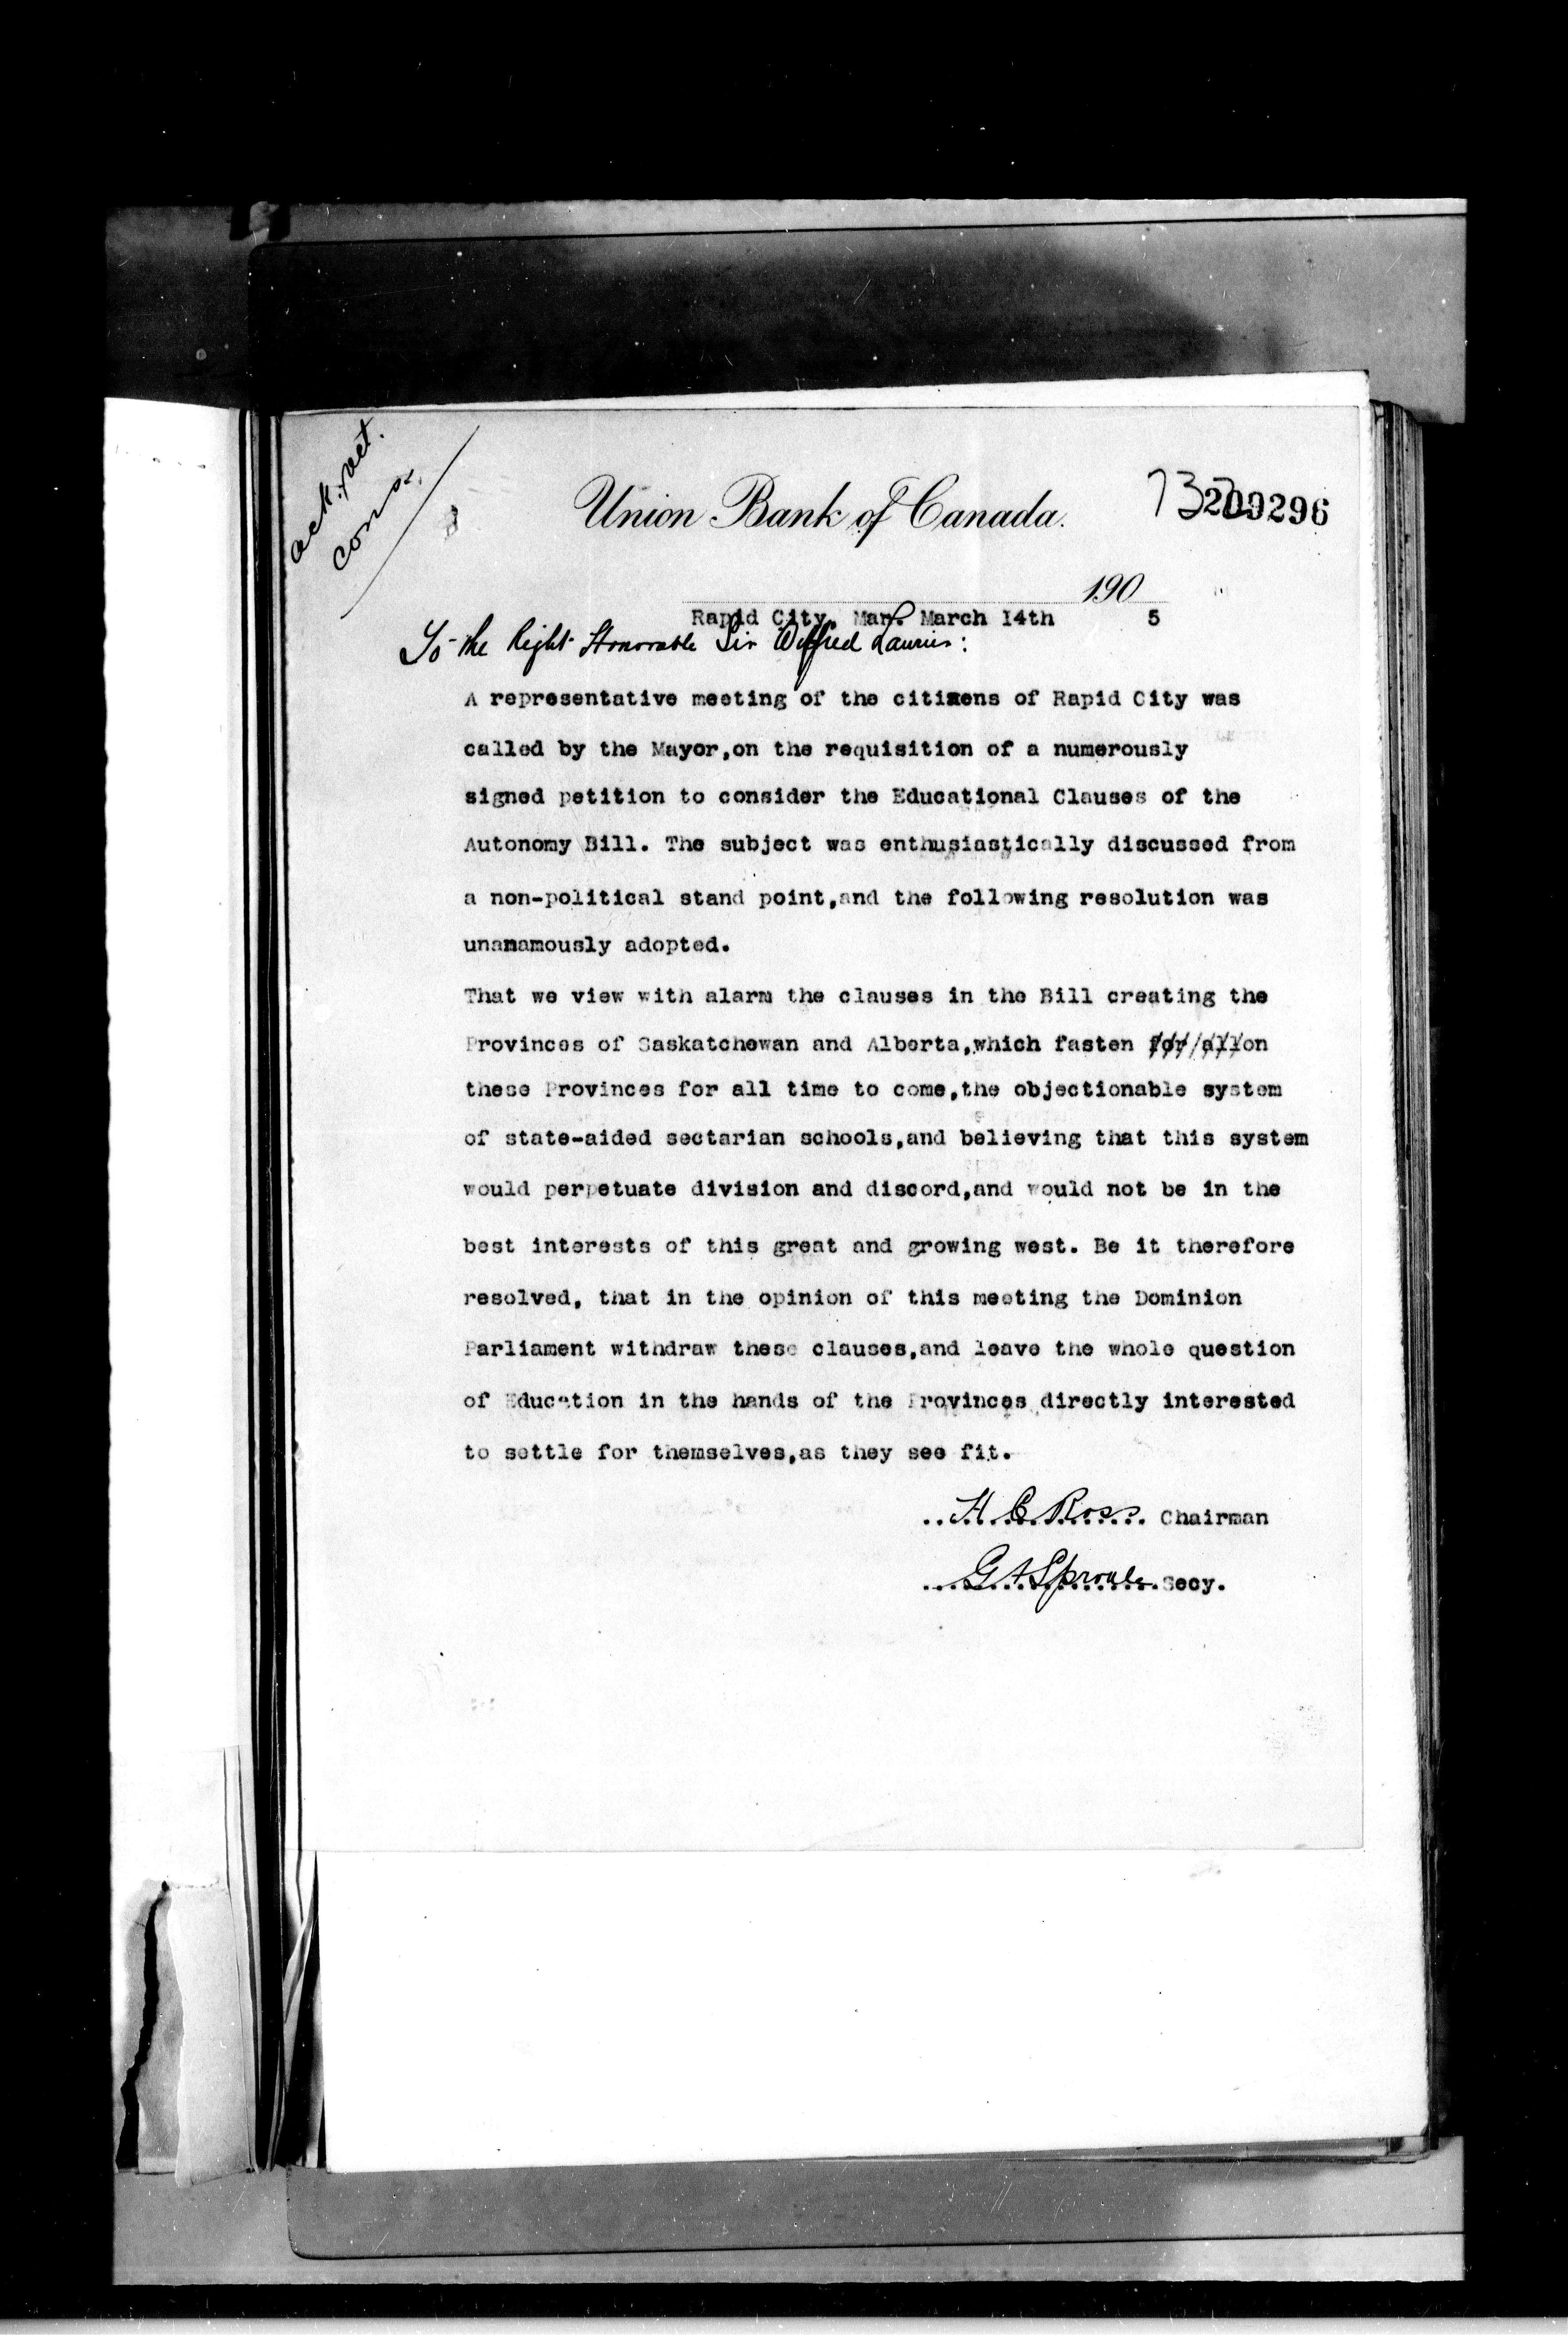 ack.
cons.
Union Bank of Canada.
209296
190
Rapid City, Man. March I4th 5
To the Right Honorable Sir Wilfred Laurier:
A representative meeting of the citizens of Rapid City was
called by the Mayor,on the requisition of a numerously
signed petition to consider the Educational Clauses of the
Autonomy Bill. The subject was enthusiastically discussed from
a non-political stand point,and the following resolution was
unanamously adopted.
That we view with alarm the clauses in the Bill creating the
Provinces of Saskatchewan and Alberta,which fasten for all on
these Provinces for all time to come,the objectionable system
of state-aided sectarian schools,and believing that this system
would perpetuate division and discord,and would not be in the
best interests of this great and growing west. Be it therefore
resolved, that in the opinion of this meeting the Dominion
Parliament withdraw these clauses,and leave the whole question
of Education in the hands of the Provinces directly interested
to settle for themselves,as they see fit.
H C Ross Chairman
G A Sproule Secy.